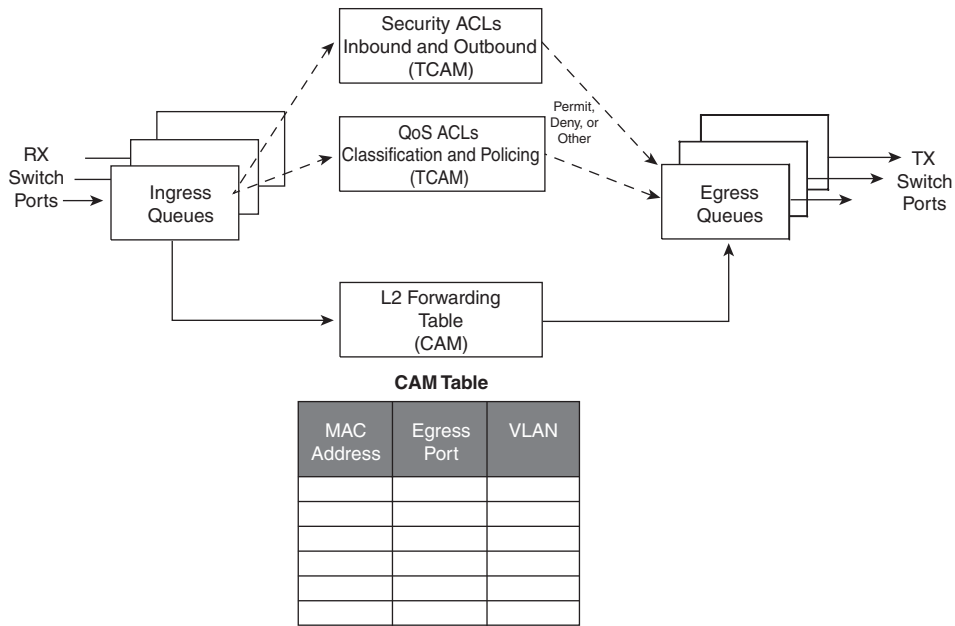 Security ACLs
Inbound and Outbound
(TCAM)
Permit,
Deny, or
Other
QoS ACLs
Classification and Policing
(TCAM)
RX
Switch
Ports
Ingress
Queues
Egress
Queues
TX
Switch
Ports
L2 Forwarding
Table
(CAM)
CAM Table
MAC
Address
Egress
Port
VLAN